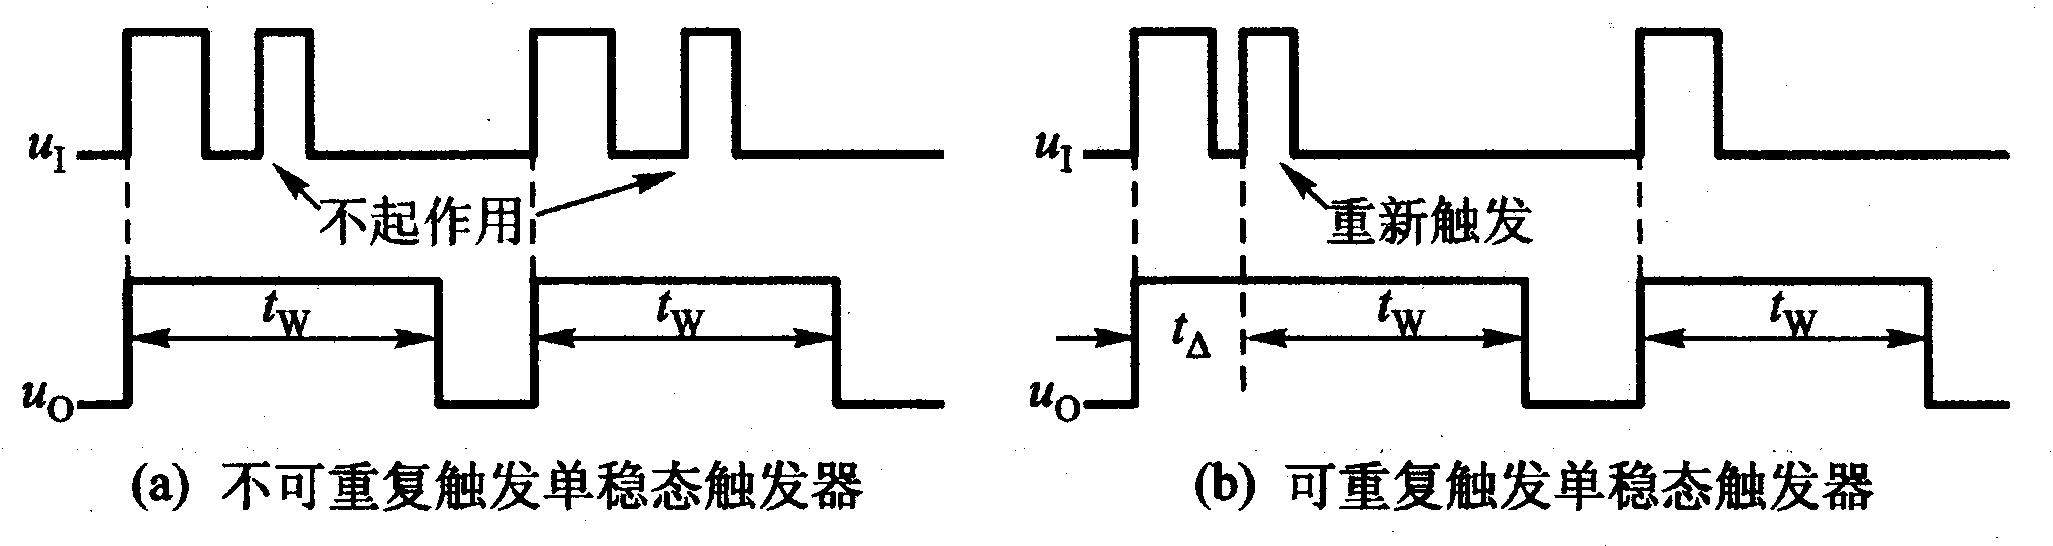 u_I
不起作用
t_W t_W
u_O
(a) 不可重复触发单稳态触发器
u_I
重新触发
t_Δ t_W t_W
u_O
(b) 可重复触发单稳态触发器